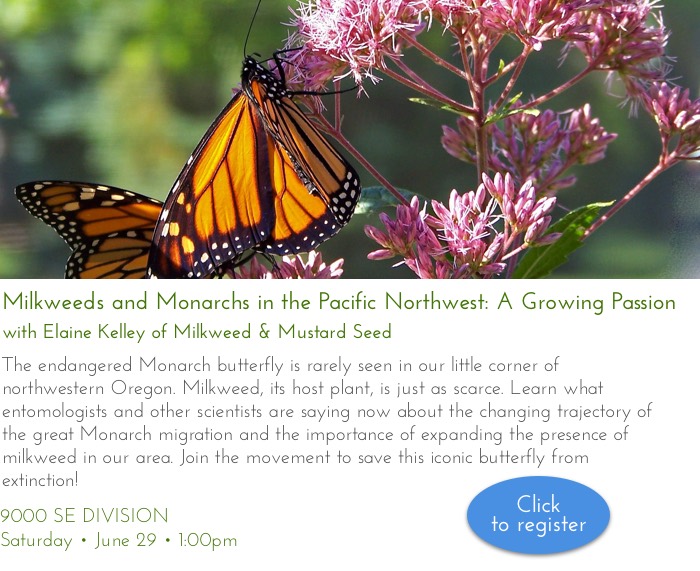 Milkweeds and Monarchs in the Pacific Northwest: A Growing Passion
with Elaine Kelley of Milkweed & Mustard Seed
The endangered Monarch butterfly is rarely seen in our little corner of
northwestern Oregon. Milkweed, its host plant, is just as scarce. Learn what
entomologists and other scientists are saying now about the changing trajectory of
the great Monarch migration and the importance of expanding the presence of
milkweed in our area. Join the movement to save this iconic butterfly from
extinction!
9000 SE DIVISION
Saturday • June 29 • 1:00pm
Click
to register